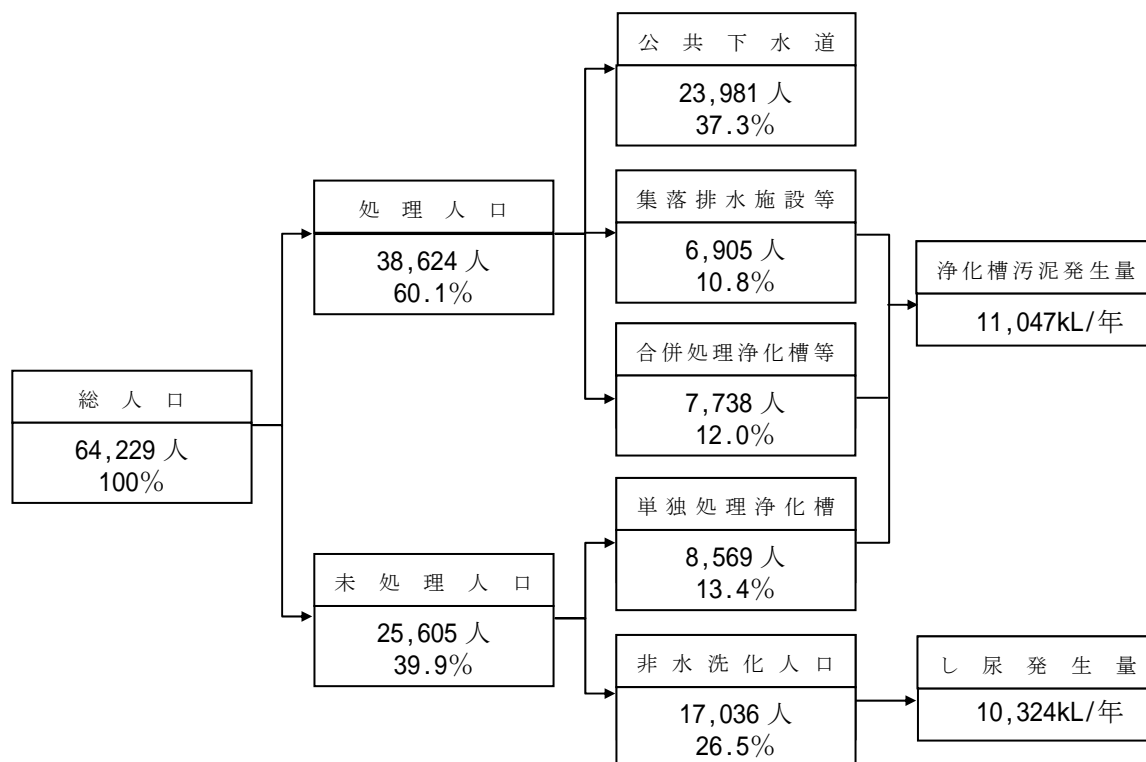 総人口
64,229 人
100%
処理人口
38,624 人
60.1%
未処理人口
25,605 人
39.9%
公共下水道
23,981 人
37.3%
集落排水施設等
6,905 人
10.8%
合併処理浄化槽等
7,738 人
12.0%
単独処理浄化槽
8,569 人
13.4%
非水洗化人口
17,036 人
26.5%
浄化槽汚泥発生量
11,047kL/年
し尿発生量
10,324kL/年